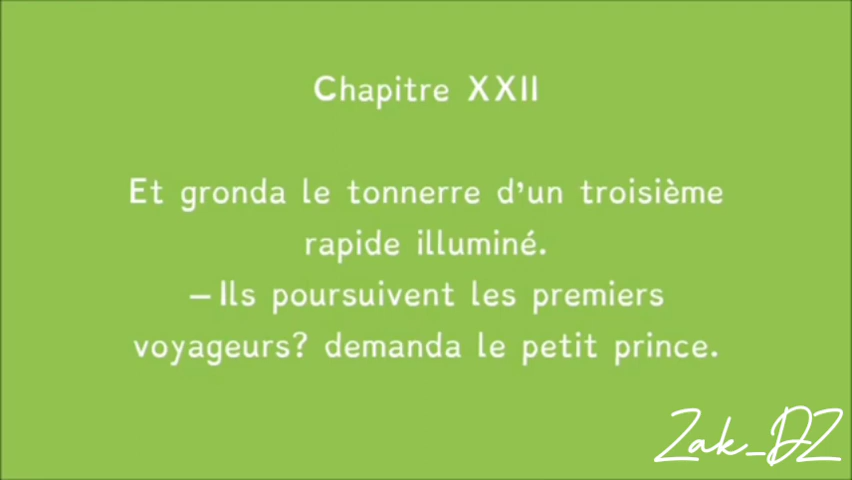 Chapitre XXII
Et gronda le tonnerre d’un troisième
rapide illuminé.
– Ils poursuivent les premiers
voyageurs? demanda le petit prince.
Zak_DZ